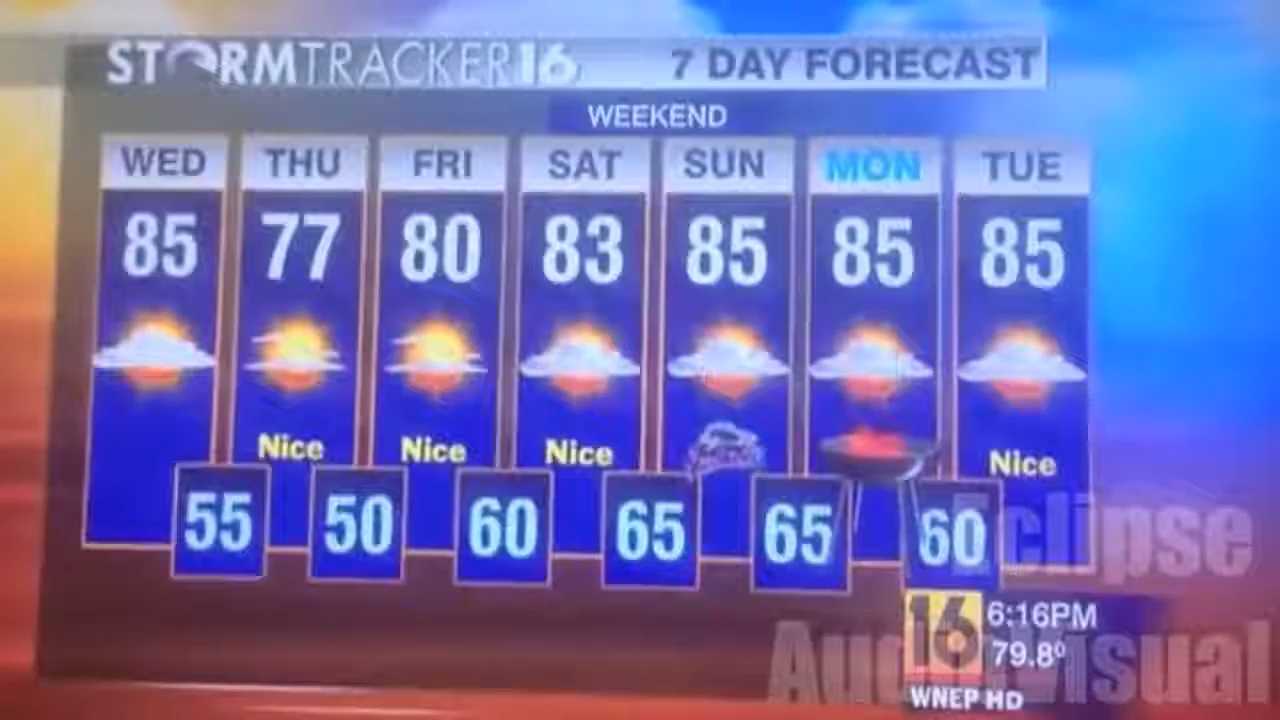 STORMTRACKER16 7 DAY FORECAST
WEEKEND
WED THU FRI SAT SUN MON TUE
85 77 80 83 85 85 85
Nice Nice Nice Nice
55 50 60 65 65 60
Eclipse
16 6:16PM
79.8º
AudioVisual
WNEP HD